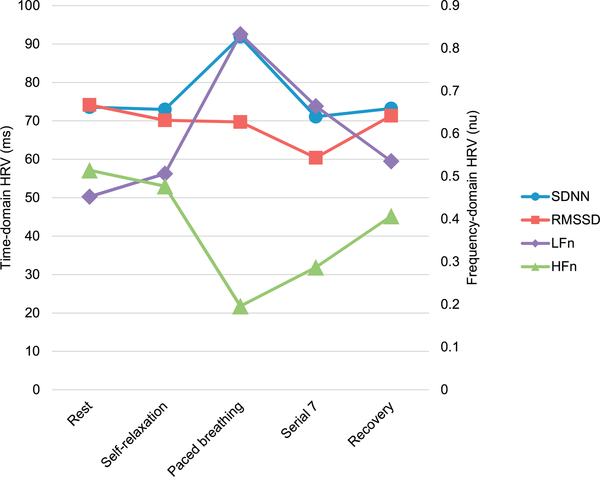 Time-domain HRV (ms)
100
90
80
70
60
50
40
30
20
10
0
0.9
0.8
0.7
0.6
0.5
0.4
0.3
0.2
0.1
0
Frequency-domain HRV (nu)
Rest
Self-relaxation
Paced breathing
Serial 7
Recovery
SDNN
RMSSD
LFn
HFn